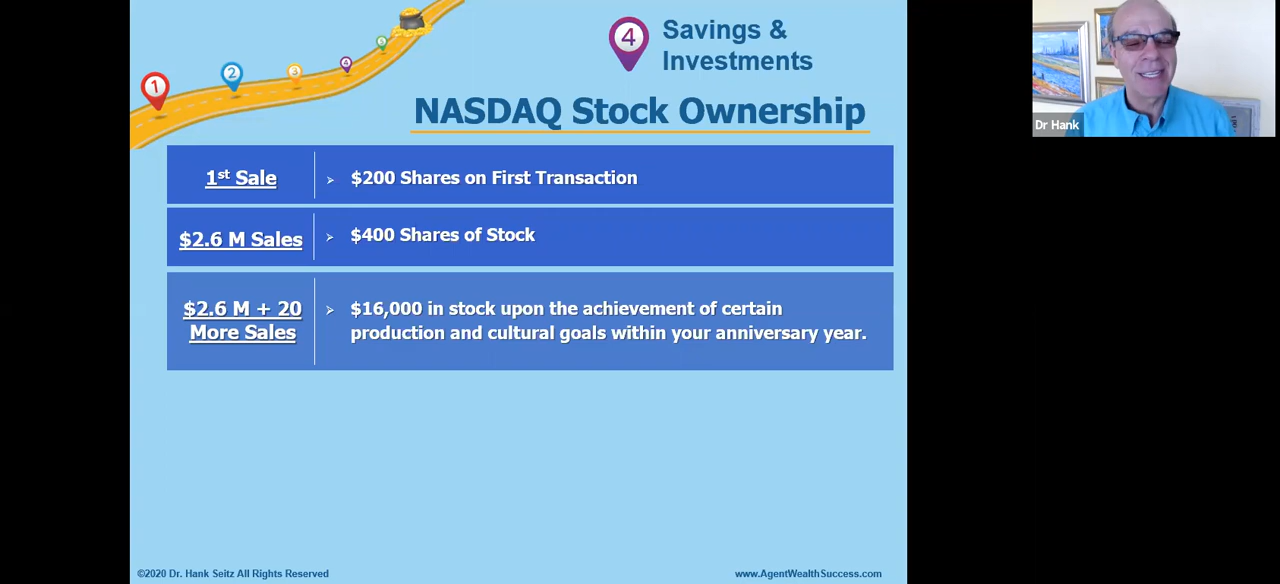 1
2
3
4
5
4
Savings &
Investments
NASDAQ Stock Ownership
1st Sale
➢ $200 Shares on First Transaction
$2.6 M Sales
➢ $400 Shares of Stock
$2.6 M + 20
More Sales
➢ $16,000 in stock upon the achievement of certain
production and cultural goals within your anniversary year.
Dr Hank
©2020 Dr. Hank Seitz All Rights Reserved
www.AgentWealthSuccess.com